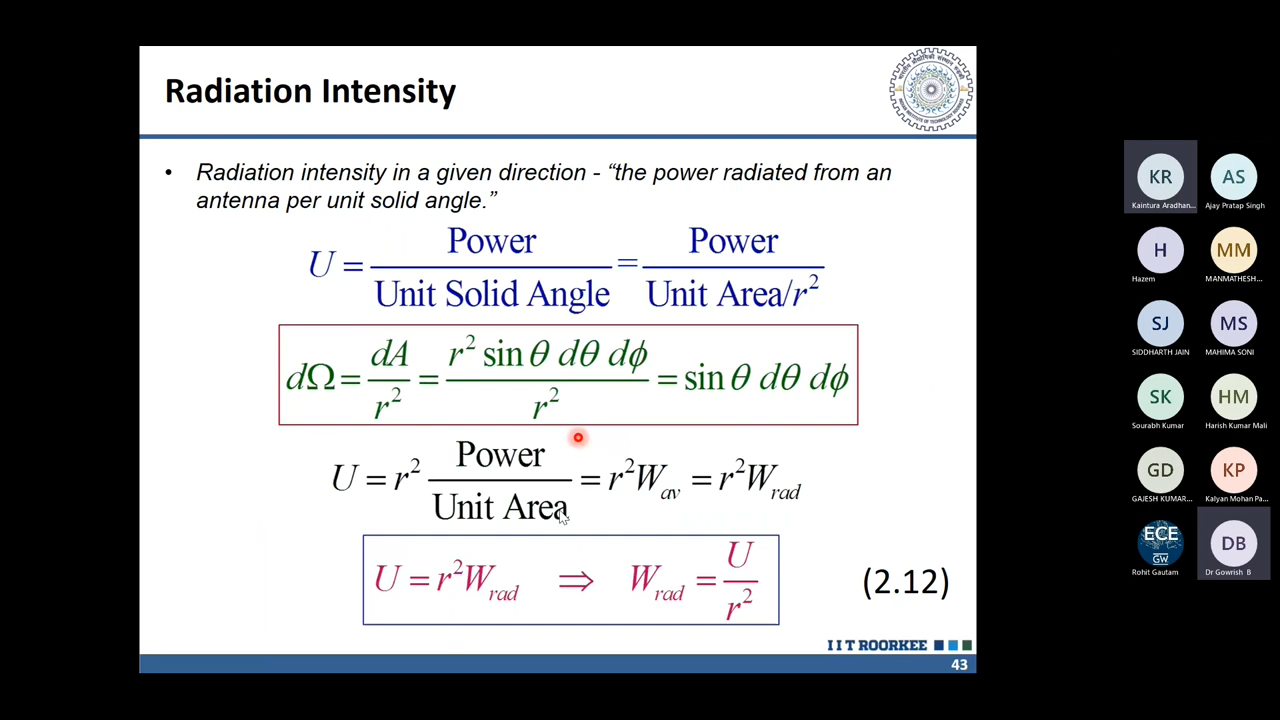 Radiation Intensity
• Radiation intensity in a given direction - “the power radiated from an
antenna per unit solid angle.”
U = Power / Unit Solid Angle = Power / Unit Area/r²
dΩ = dA / r² = r² sin θ dθ dϕ / r² = sin θ dθ dϕ
U = r² Power / Unit Area = r²W_av = r²W_rad
U = r²W_rad ⇒ W_rad = U / r²
(2.12)
I I T ROORKEE
43
KR
Kaintura Aradhan...
AS
Ajay Pratap Singh
H
Hazem
MM
MANMATHESH...
SJ
SIDDHARTH JAIN
MS
MAHIMA SONI
SK
Sourabh Kumar
HM
Harish Kumar Mali
GD
GAJESH KUMAR...
KP
Kalyan Mohan Pa...
ECE
GW
Rohit Gautam
DB
Dr Gowrish B